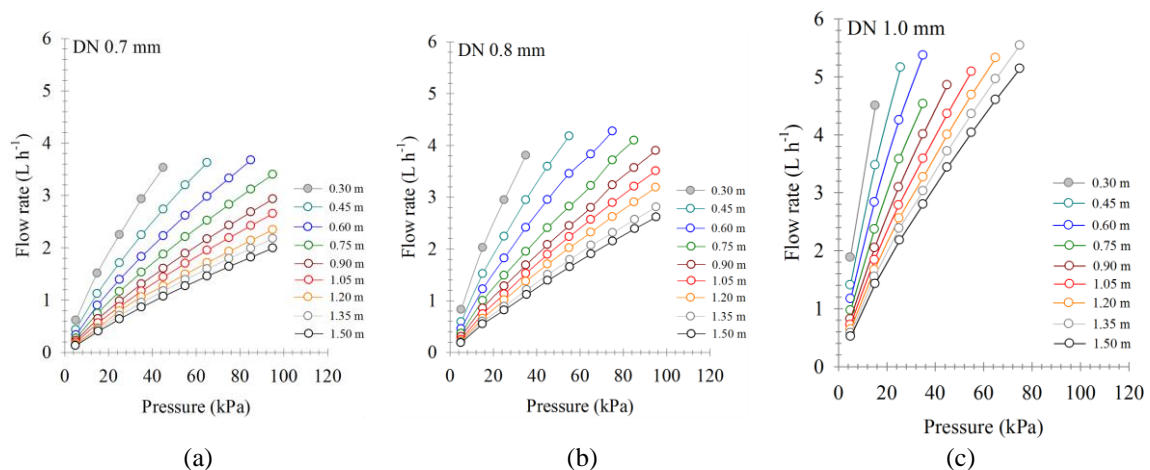 DN 0.7 mm
Flow rate (L h-1)
6
5
4
3
2
1
0
0 20 40 60 80 100 120
Pressure (kPa)
0.30 m
0.45 m
0.60 m
0.75 m
0.90 m
1.05 m
1.20 m
1.35 m
1.50 m
(a)
DN 0.8 mm
Flow rate (L h-1)
6
5
4
3
2
1
0
0 20 40 60 80 100 120
Pressure (kPa)
0.30 m
0.45 m
0.60 m
0.75 m
0.90 m
1.05 m
1.20 m
1.35 m
1.50 m
(b)
DN 1.0 mm
Flow rate (L h-1)
6
5
4
3
2
1
0
0 20 40 60 80 100 120
Pressure (kPa)
0.30 m
0.45 m
0.60 m
0.75 m
0.90 m
1.05 m
1.20 m
1.35 m
1.50 m
(c)